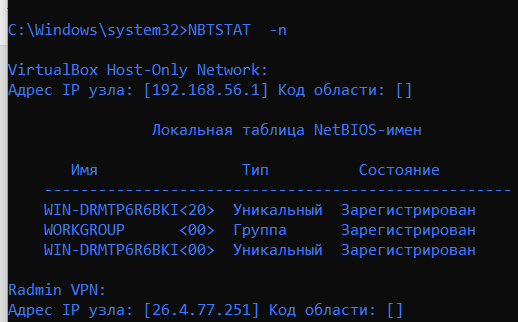 C:\Windows\system32>NBTSTAT  -n
VirtualBox Host-Only Network:
Адрес IP узла: [192.168.56.1] Код области: []
Локальная таблица NetBIOS-имен
Имя                Тип          Состояние
----------------------------------------------------
WIN-DRMTP6R6BKI<20>  Уникальный  Зарегистрирован
WORKGROUP      <00>  Группа      Зарегистрирован
WIN-DRMTP6R6BKI<00>  Уникальный  Зарегистрирован
Radmin VPN:
Адрес IP узла: [26.4.77.251] Код области: []